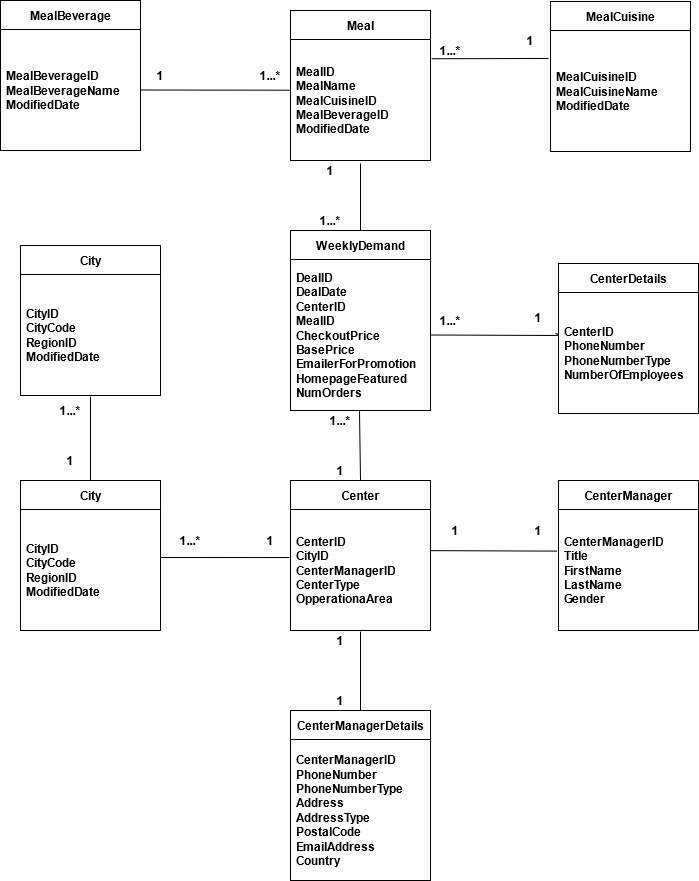 MealBeverage
MealBeverageID
MealBeverageName
ModifiedDate
1
1...*
Meal
MealID
MealName
MealCuisineID
MealBeverageID
ModifiedDate
1...*
1
MealCuisine
MealCuisineID
MealCuisineName
ModifiedDate
1
1...*
City
CityID
CityCode
RegionID
ModifiedDate
WeeklyDemand
DealID
DealDate
CenterID
MealID
CheckoutPrice
BasePrice
EmailerForPromotion
HomepageFeatured
NumOrders
1...*
1
CenterDetails
CenterID
PhoneNumber
PhoneNumberType
NumberOfEmployees
1...*
1
1...*
1
City
CityID
CityCode
RegionID
ModifiedDate
1...*
1
Center
CenterID
CityID
CenterManagerID
CenterType
OpperationaArea
1
1
CenterManager
CenterManagerID
Title
FirstName
LastName
Gender
1
1
CenterManagerDetails
CenterManagerID
PhoneNumber
PhoneNumberType
Address
AddressType
PostalCode
EmailAddress
Country